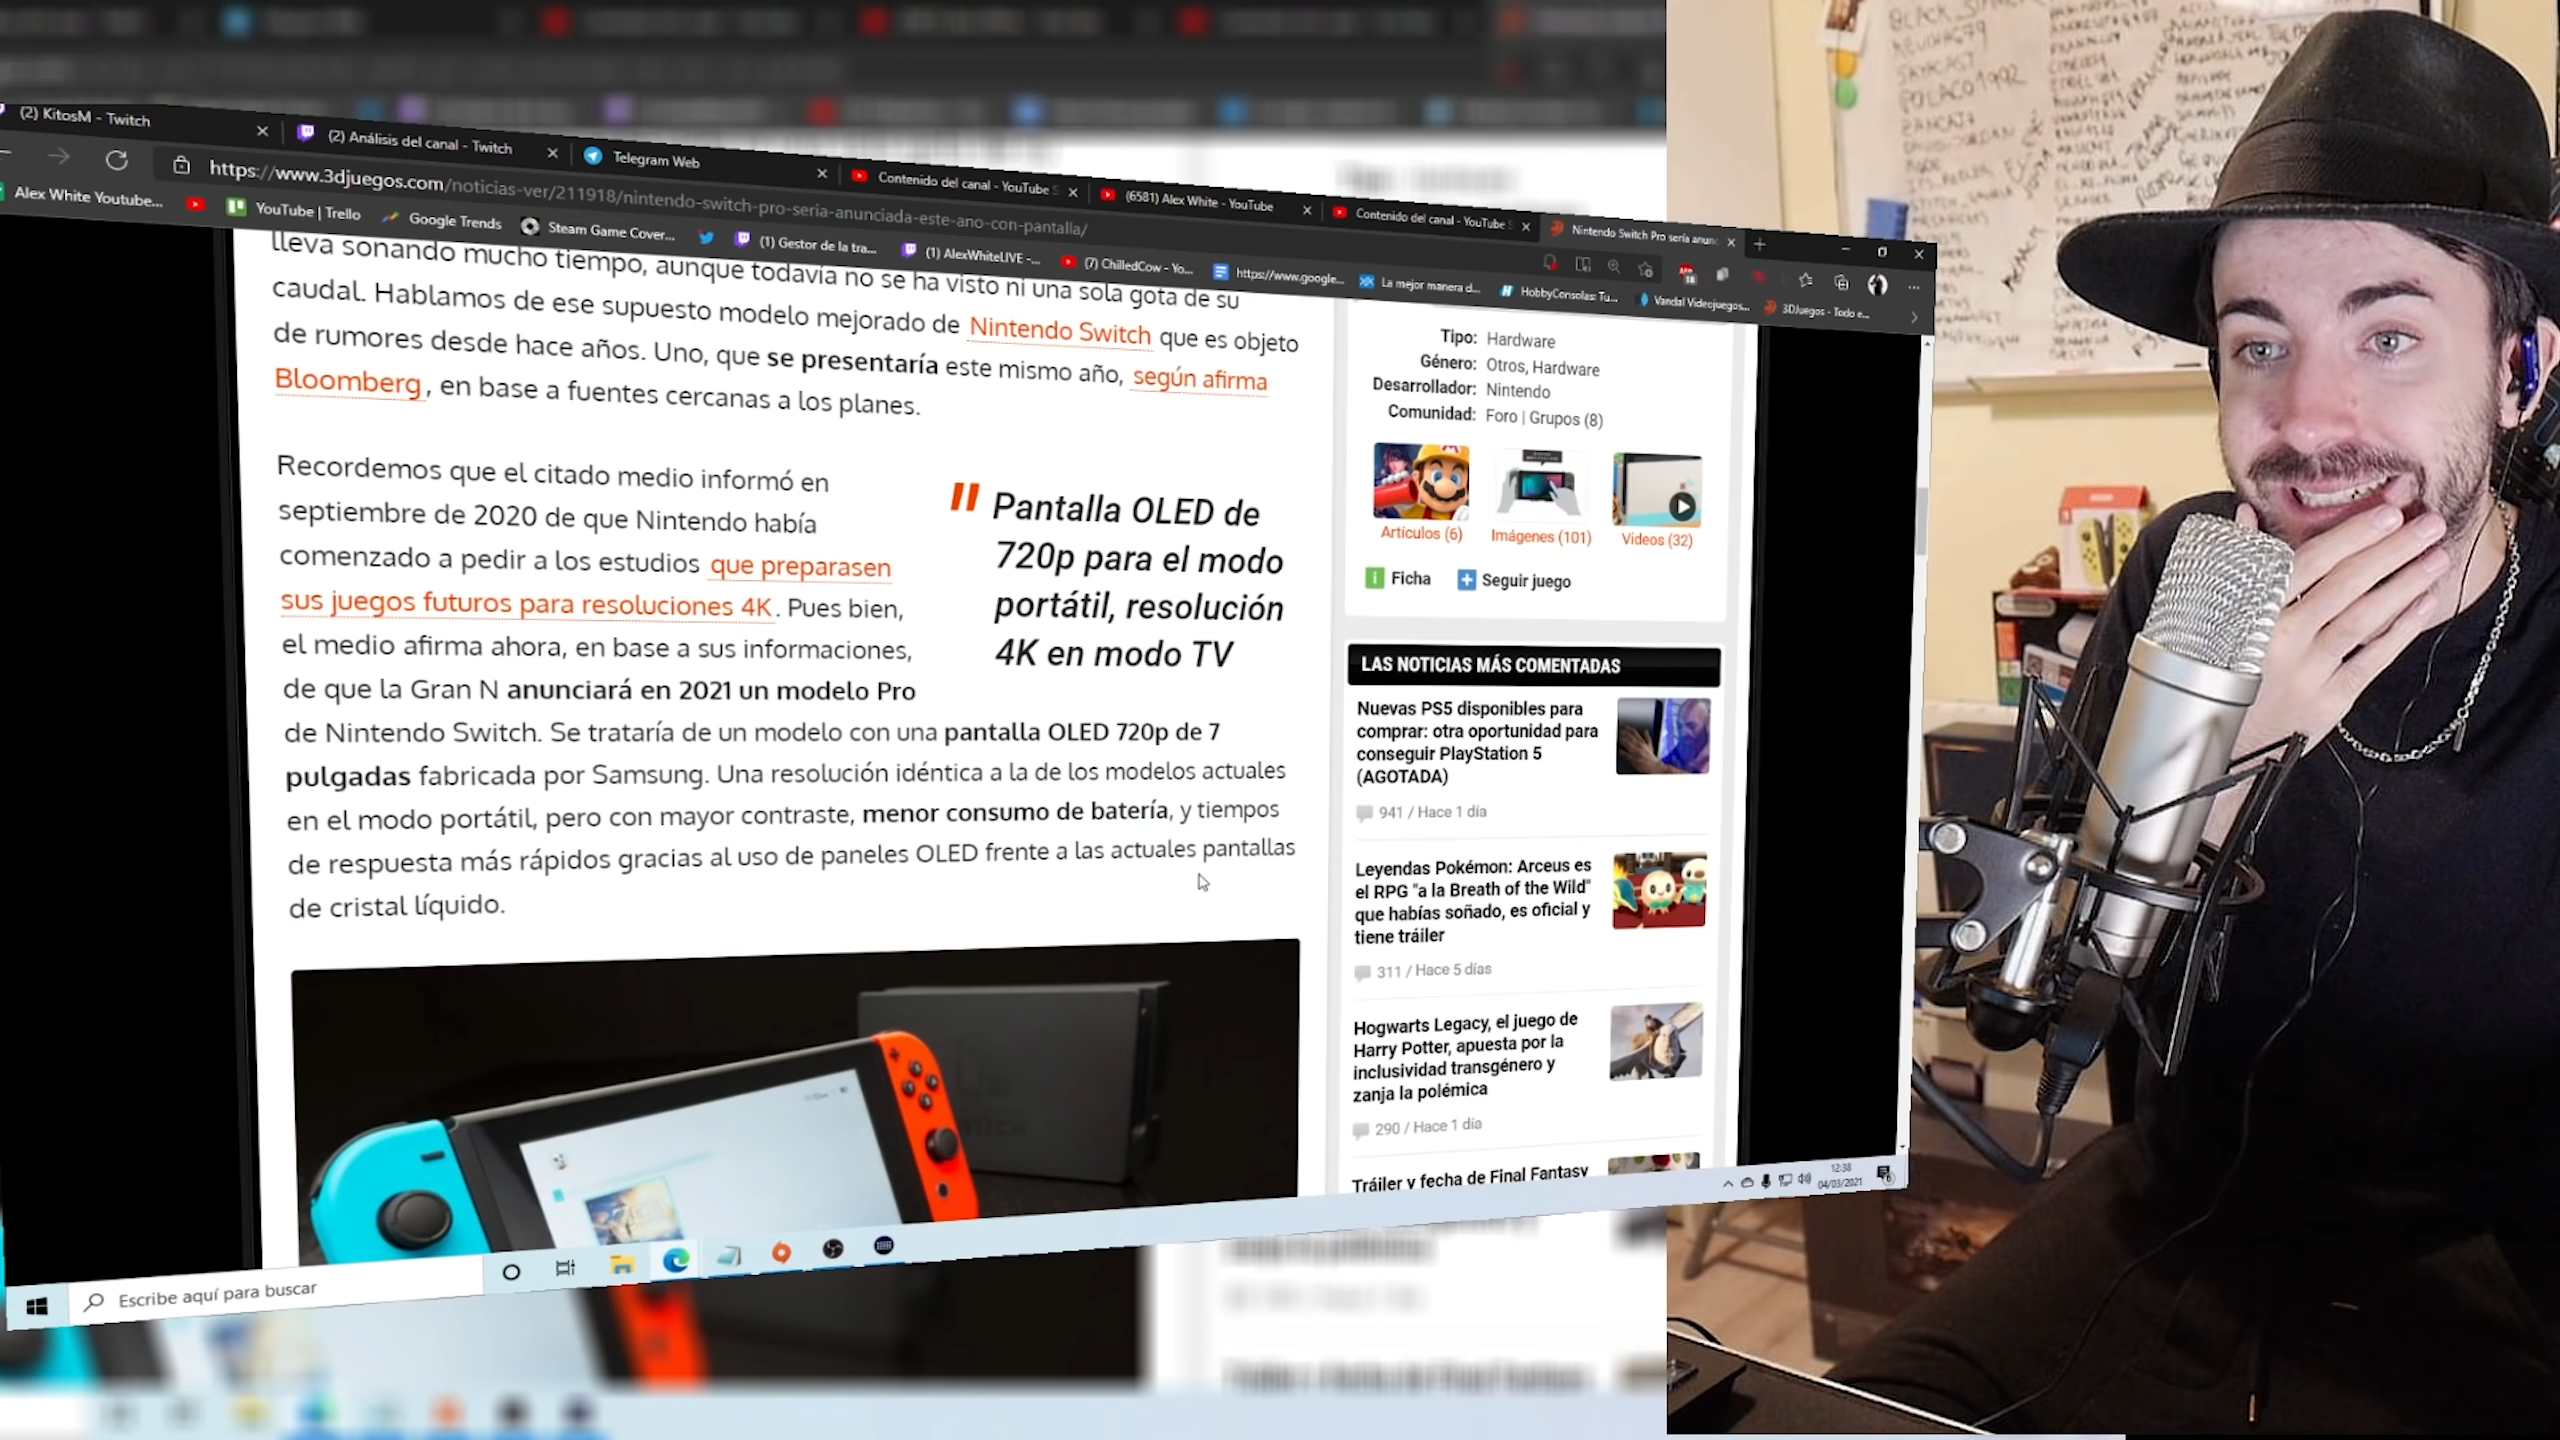 (2) KitosM - Twitch
(2) Análisis del canal - Twitch
Telegram Web
Contenido del canal - YouTube S
(6581) Alex White - YouTube
Contenido del canal - YouTube S
Nintendo Switch Pro sería anun
https://www.3djuegos.com/noticias-ver/211918/nintendo-switch-pro-seria-anunciada-este-ano-con-pantalla/
Alex White Youtube...
YouTube | Trello
Google Trends
Steam Game Cover...
(1) Gestor de la tra...
(1) AlexWhiteLIVE -...
(7) ChilledCow - Yo...
https://www.google...
La mejor manera d...
HobbyConsolas: Tu...
Vandal Videojuegos...
3DJuegos - Todo e...
lleva sonando mucho tiempo, aunque todavía no se ha visto ni una sola gota de su
caudal. Hablamos de ese supuesto modelo mejorado de Nintendo Switch que es objeto
de rumores desde hace años. Uno, que se presentaría este mismo año, según afirma
Bloomberg, en base a fuentes cercanas a los planes.
Recordemos que el citado medio informó en
septiembre de 2020 de que Nintendo había
comenzado a pedir a los estudios que preparasen
sus juegos futuros para resoluciones 4K. Pues bien,
el medio afirma ahora, en base a sus informaciones,
de que la Gran N anunciará en 2021 un modelo Pro
de Nintendo Switch. Se trataría de un modelo con una pantalla OLED 720p de 7
pulgadas fabricada por Samsung. Una resolución idéntica a la de los modelos actuales
en el modo portátil, pero con mayor contraste, menor consumo de batería, y tiempos
de respuesta más rápidos gracias al uso de paneles OLED frente a las actuales pantallas
de cristal líquido.
" Pantalla OLED de
720p para el modo
portátil, resolución
4K en modo TV
Tipo: Hardware
Género: Otros, Hardware
Desarrollador: Nintendo
Comunidad: Foro | Grupos (8)
Artículos (6)
Imágenes (101)
Videos (32)
Ficha
Seguir juego
LAS NOTICIAS MÁS COMENTADAS
Nuevas PS5 disponibles para
comprar: otra oportunidad para
conseguir PlayStation 5
(AGOTADA)
941 / Hace 1 día
Leyendas Pokémon: Arceus es
el RPG "a la Breath of the Wild"
que habías soñado, es oficial y
tiene tráiler
311 / Hace 5 días
Hogwarts Legacy, el juego de
Harry Potter, apuesta por la
inclusividad transgénero y
zanja la polémica
290 / Hace 1 día
Tráiler y fecha de Final Fantasy
Escribe aquí para buscar
12:38
04/03/2021